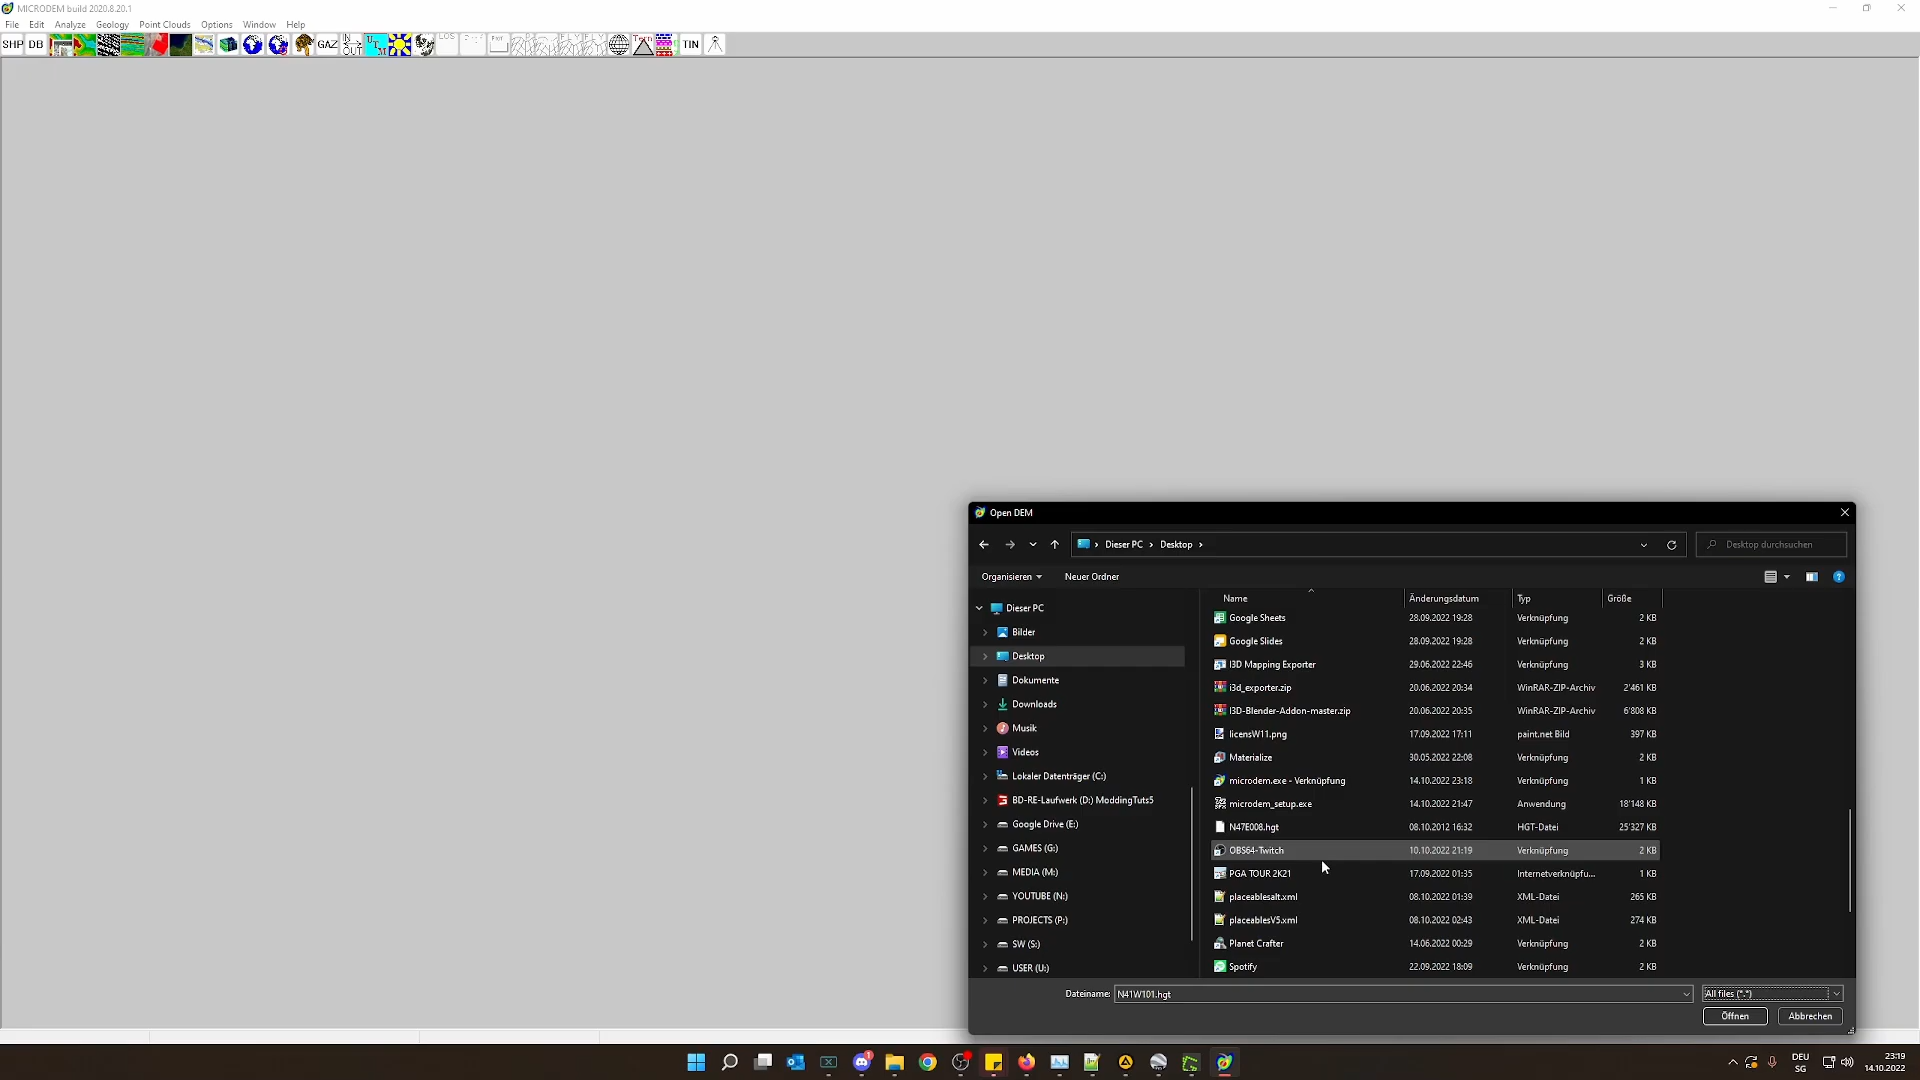 MICRODEM build 2020.8.20.1
File Edit Analyze Geology Point Clouds Options Window Help
SHP DB GAZ IN OUT UTM LOS FLY FLY Tern TIN
Open DEM
Dieser PC › Desktop ›
Desktop durchsuchen
Organisieren Neuer Ordner
Name Änderungsdatum Typ Größe
Dieser PC
Bilder
Desktop
Dokumente
Downloads
Musik
Videos
Lokaler Datenträger (C:)
BD-RE-Laufwerk (D:) ModdingTuts5
Google Drive (E:)
GAMES (G:)
MEDIA (M:)
YOUTUBE (N:)
PROJECTS (P:)
SW (S:)
USER (U:)
Google Sheets 28.09.2022 19:28 Verknüpfung 2 KB
Google Slides 28.09.2022 19:28 Verknüpfung 2 KB
I3D Mapping Exporter 29.06.2022 22:46 Verknüpfung 3 KB
i3d_exporter.zip 20.06.2022 20:34 WinRAR-ZIP-Archiv 2'461 KB
I3D-Blender-Addon-master.zip 20.06.2022 20:35 WinRAR-ZIP-Archiv 6'808 KB
licensW11.png 17.09.2022 17:11 paint.net Bild 397 KB
Materialize 30.05.2022 22:08 Verknüpfung 2 KB
microdem.exe - Verknüpfung 14.10.2022 23:18 Verknüpfung 1 KB
microdem_setup.exe 14.10.2022 21:47 Anwendung 18'148 KB
N47E008.hgt 08.10.2012 16:32 HGT-Datei 25'327 KB
OBS64-Twitch 10.10.2022 21:19 Verknüpfung 2 KB
PGA TOUR 2K21 17.09.2022 01:35 Internetverknüpfu... 1 KB
placeablesalt.xml 08.10.2022 01:39 XML-Datei 265 KB
placeablesV5.xml 08.10.2022 02:43 XML-Datei 274 KB
Planet Crafter 14.06.2022 00:29 Verknüpfung 2 KB
Spotify 22.09.2022 18:09 Verknüpfung 2 KB
Dateiname: N41W101.hgt All files (*.*)
Öffnen Abbrechen
DEU
SG
23:19
14.10.2022